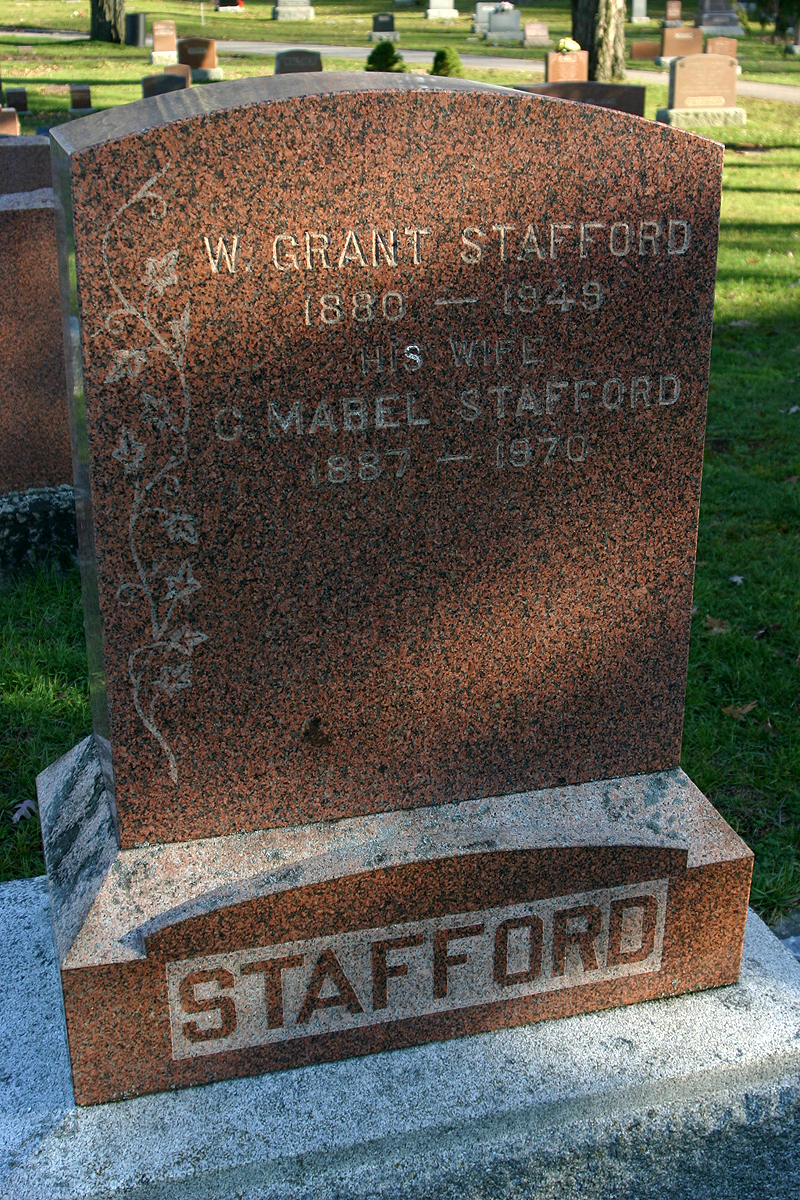 W. GRANT STAFFORD
1880 — 1949
HIS WIFE
C. MABEL STAFFORD
1887 — 1970
STAFFORD